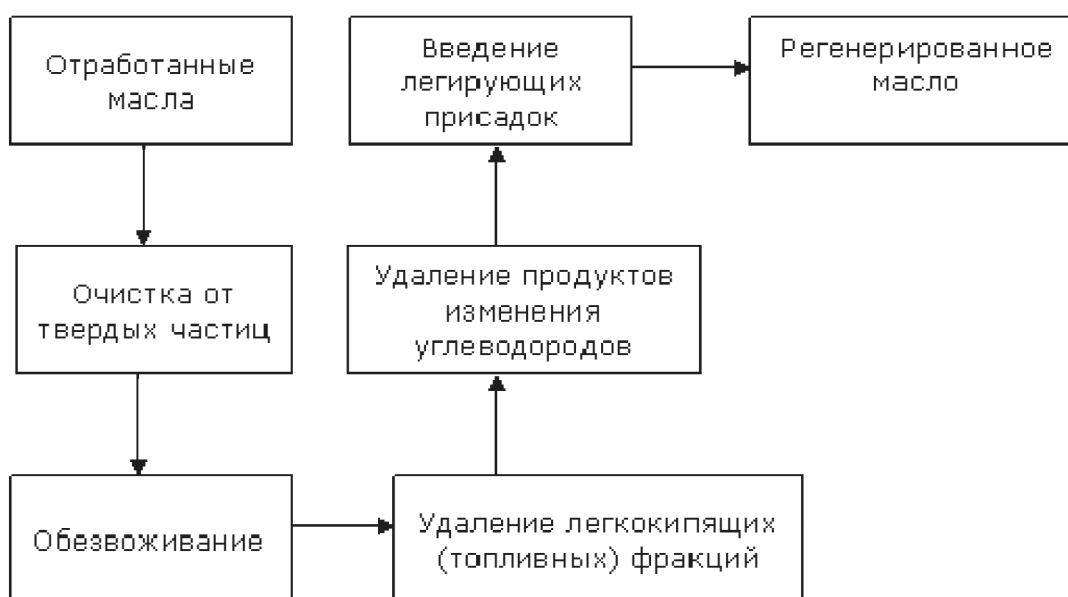 Отработанные
масла
Очистка от
твердых частиц
Обезвоживание
Удаление легкокипящих
(топливных) фракций
Удаление продуктов
изменения
углеводородов
Введение
легирующих
присадок
Регенерированное
масло